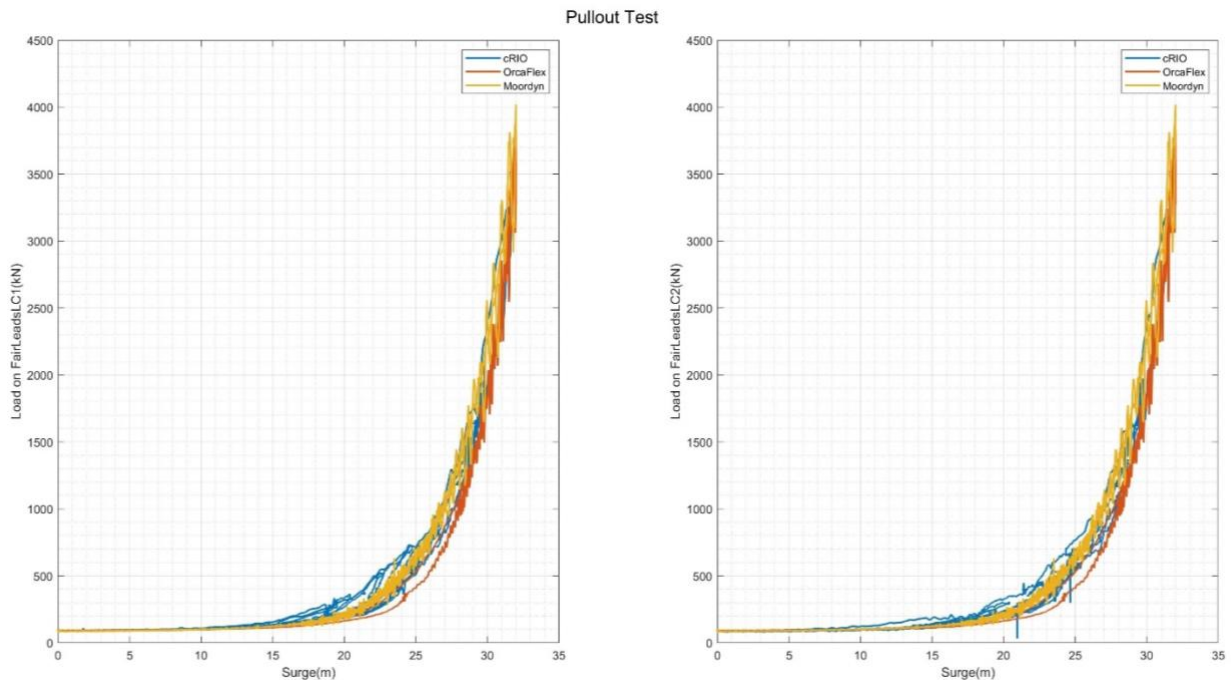 Pullout Test
4500
4000
3500
3000
2500
2000
1500
1000
500
0
Load on FairLeadsLC1(kN)
cRIO
OrcaFlex
Moordyn
0 5 10 15 20 25 30 35
Surge(m)
4500
4000
3500
3000
2500
2000
1500
1000
500
0
Load on FairLeadsLC2(kN)
cRIO
OrcaFlex
Moordyn
0 5 10 15 20 25 30 35
Surge(m)